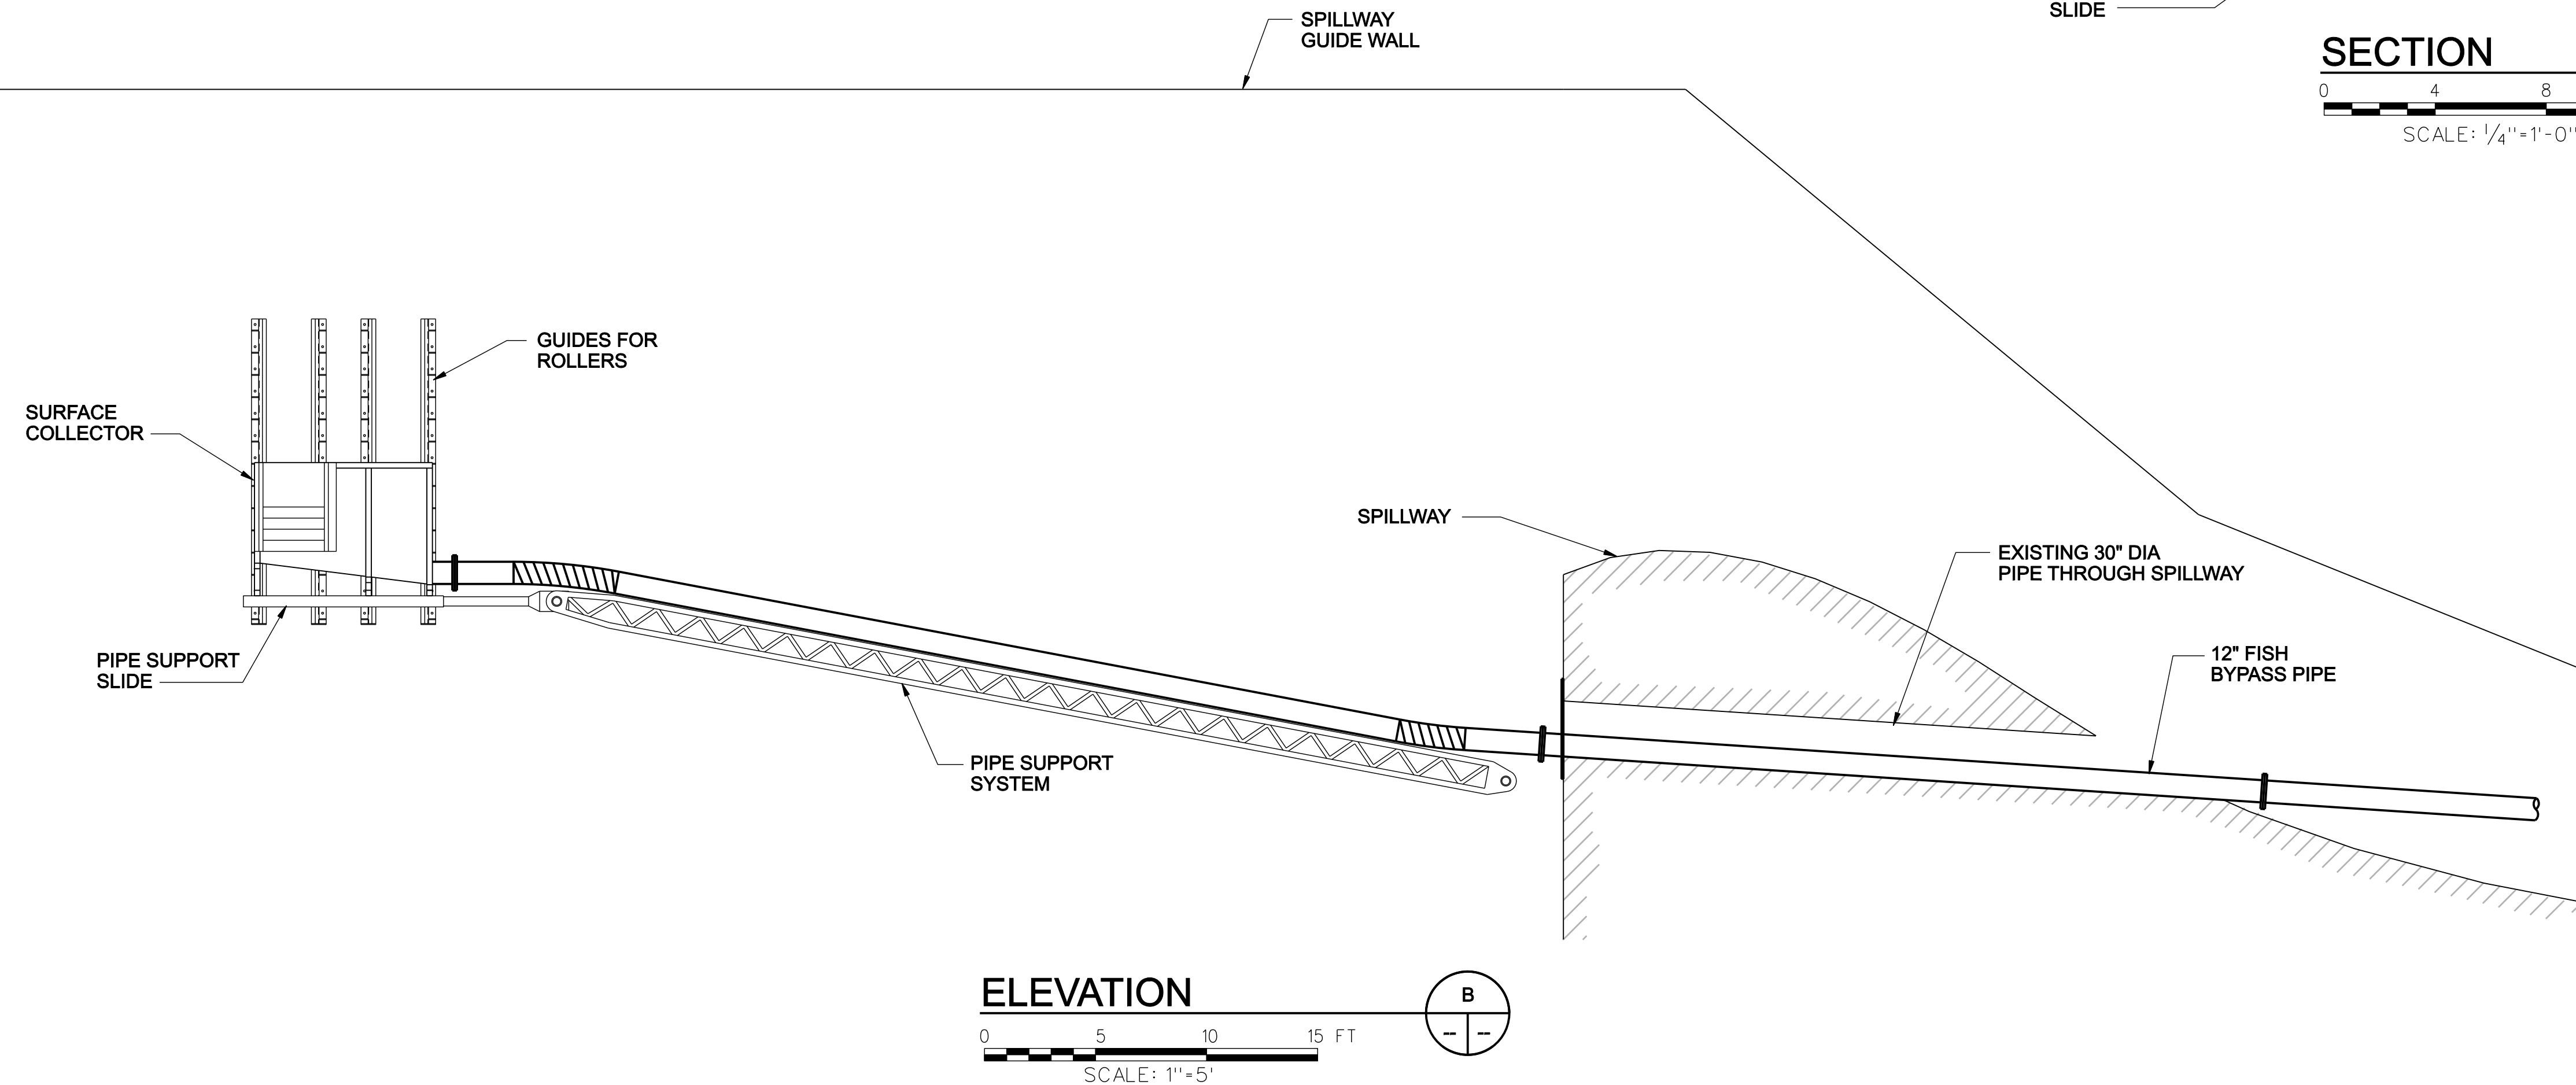 SPILLWAY
GUIDE WALL
SLIDE
SECTION
0 4 8
SCALE: 1/4"=1'-0"
GUIDES FOR
ROLLERS
SURFACE
COLLECTOR
SPILLWAY
EXISTING 30" DIA
PIPE THROUGH SPILLWAY
12" FISH
BYPASS PIPE
PIPE SUPPORT
SLIDE
PIPE SUPPORT
SYSTEM
ELEVATION
B
-- --
0 5 10 15 FT
SCALE: 1"=5'